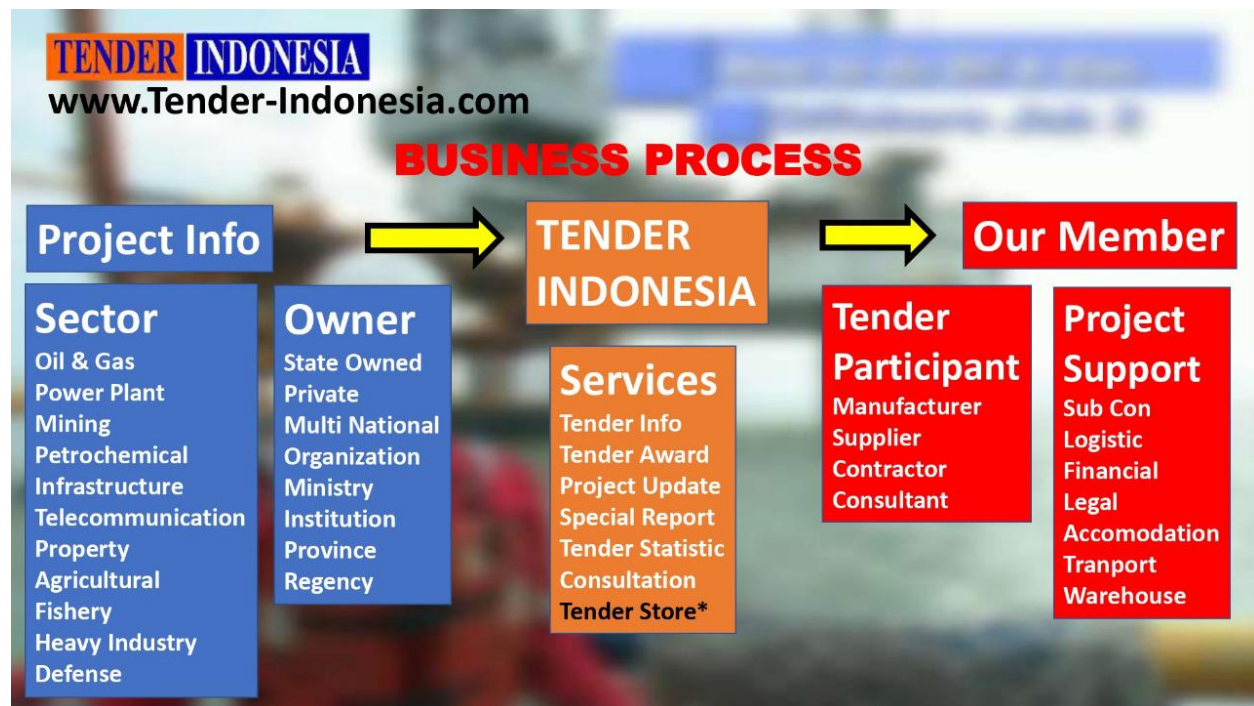 TENDER INDONESIA
www.Tender-Indonesia.com
BUSINESS PROCESS
Project Info
TENDER
INDONESIA
Our Member
Sector
Oil & Gas
Power Plant
Mining
Petrochemical
Infrastructure
Telecommunication
Property
Agricultural
Fishery
Heavy Industry
Defense
Owner
State Owned
Private
Multi National
Organization
Ministry
Institution
Province
Regency
Services
Tender Info
Tender Award
Project Update
Special Report
Tender Statistic
Consultation
Tender Store*
Tender
Participant
Manufacturer
Supplier
Contractor
Consultant
Project
Support
Sub Con
Logistic
Financial
Legal
Accomodation
Tranport
Warehouse